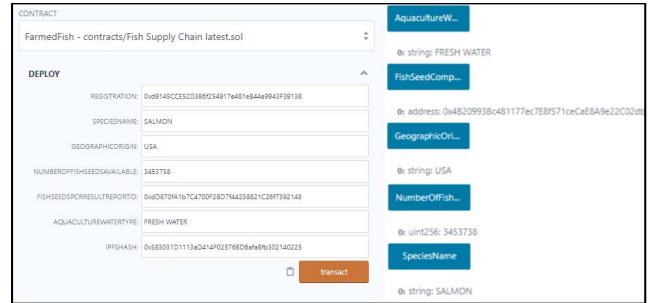 CONTRACT
FarmedFish - contracts/Fish Supply Chain latest.sol
DEPLOY
REGISTRATION: 0xd9145CCE52D386f254917e481eB44e9943F39138
SPECIESNAME: SALMON
GEOGRAPHICORIGIN: USA
NUMBEROFFISHSEEDSAVAILABLE: 3453738
FISHSEEDSPCRRESULTREPORTID: 0xdD870fA1b7C4700F2BD7f44238821C26f7392148
AQUACULTUREWATERTYPE: FRESH WATER
IPFSHASH: 0x583031D1113aD414F02576BD6afaBfb302140225
transact
AquacultureW...
0: string: FRESH WATER
FishSeedComp...
0: address: 0x4B20993Bc481177ec7E8f571ceCaE8A9e22C02db
GeographicOri...
0: string: USA
NumberOfFish...
0: uint256: 3453738
SpeciesName
0: string: SALMON